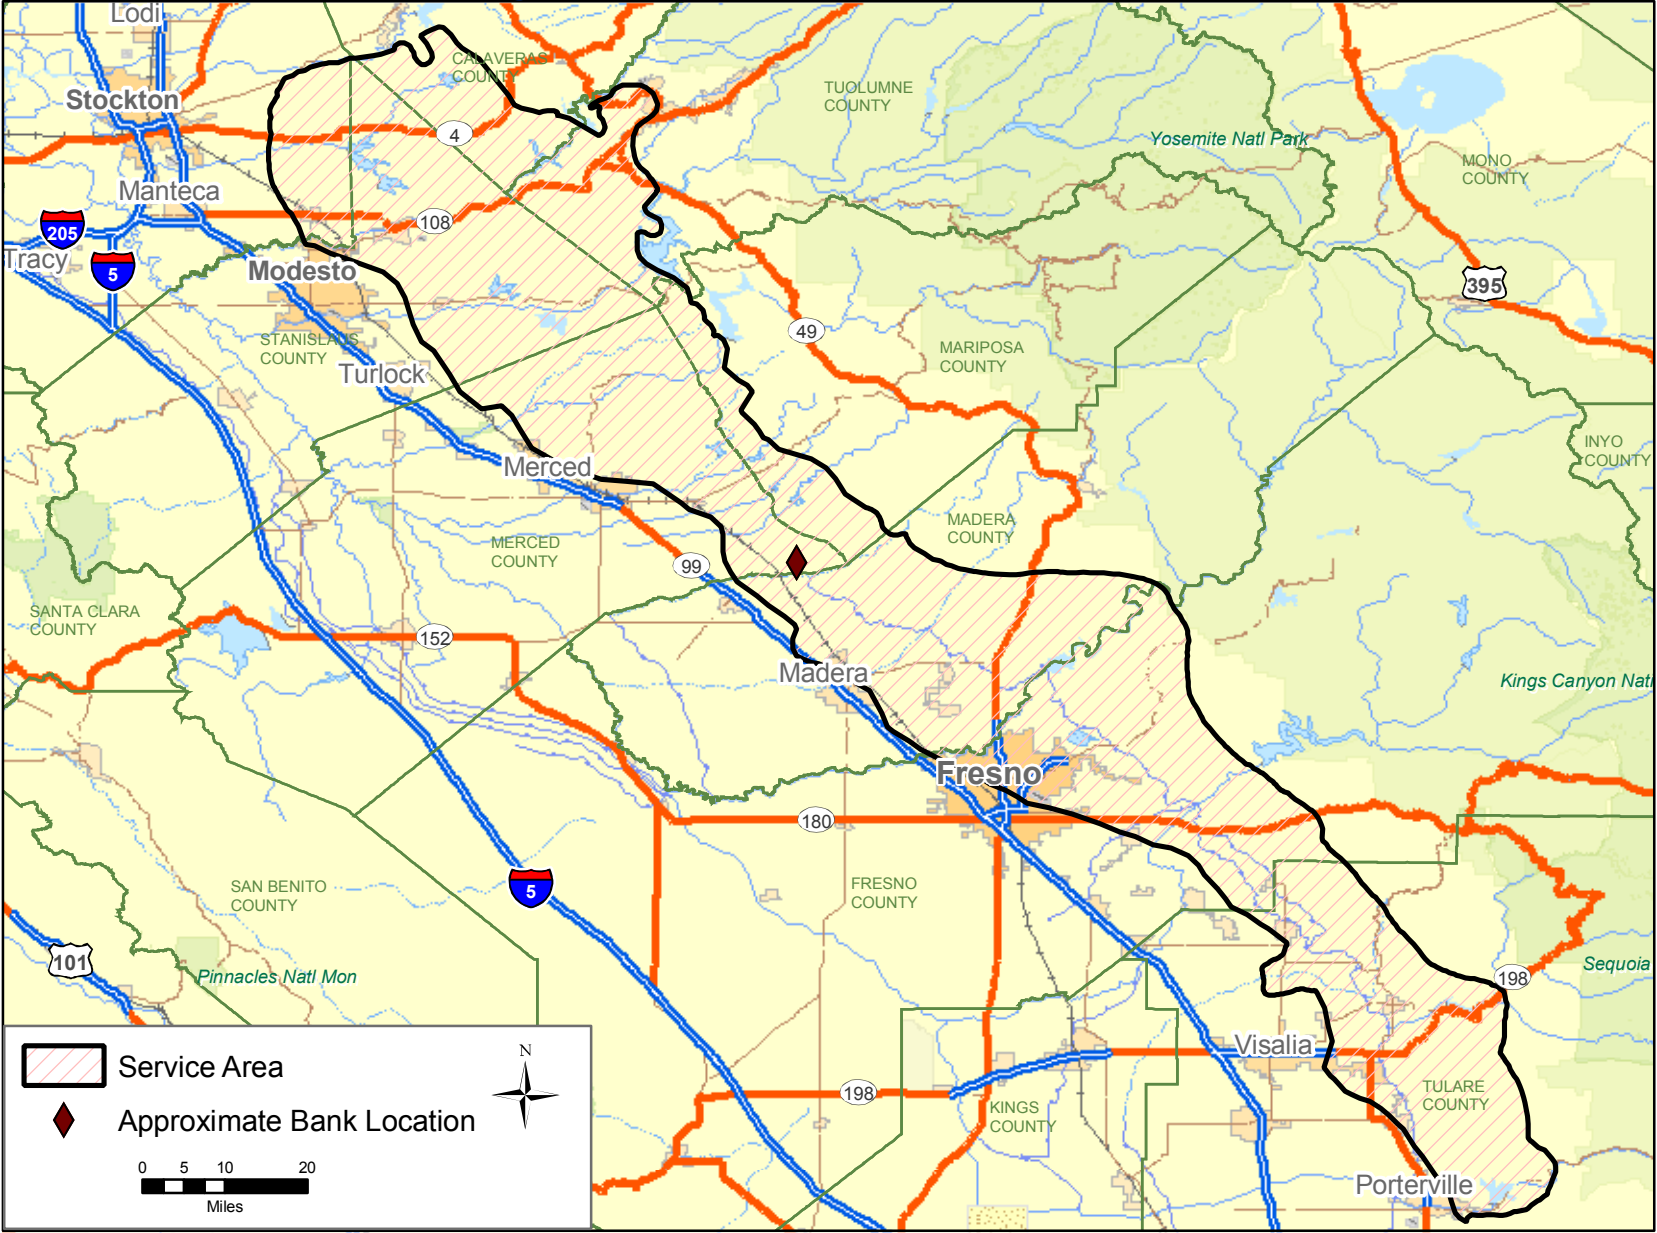 Lodi
CALAVERAS
COUNTY
TUOLUMNE
COUNTY
Stockton
4
Yosemite Natl Park
MONO
COUNTY
Manteca
108
205
Tracy
5
Modesto
395
49
STANISLAUS
COUNTY
MARIPOSA
COUNTY
Turlock
INYO
COUNTY
Merced
MADERA
COUNTY
MERCED
COUNTY
99
SANTA CLARA
COUNTY
152
Madera
Kings Canyon Natl
Fresno
180
SAN BENITO
COUNTY
5
FRESNO
COUNTY
101
Pinnacles Natl Mon
Sequoia
198
Visalia
Service Area
N
TULARE
COUNTY
198
KINGS
COUNTY
Approximate Bank Location
0 5 10 20
Miles
Porterville